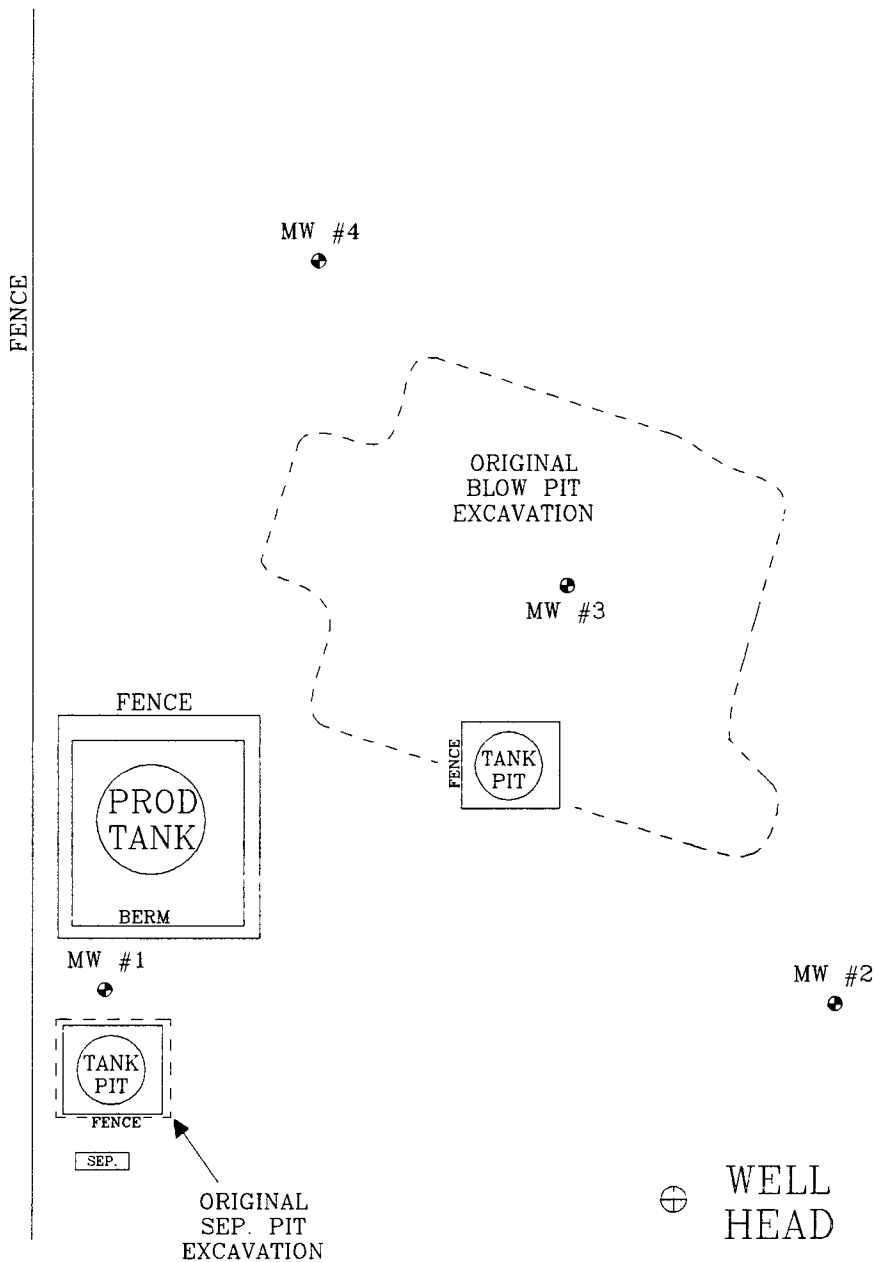 MW #4
FENCE
ORIGINAL
BLOW PIT
EXCAVATION
MW #3
FENCE
FENCE
TANK
PIT
PROD
TANK
BERM
MW #1
MW #2
TANK
PIT
FENCE
SEP.
ORIGINAL
SEP. PIT
EXCAVATION
WELL
HEAD